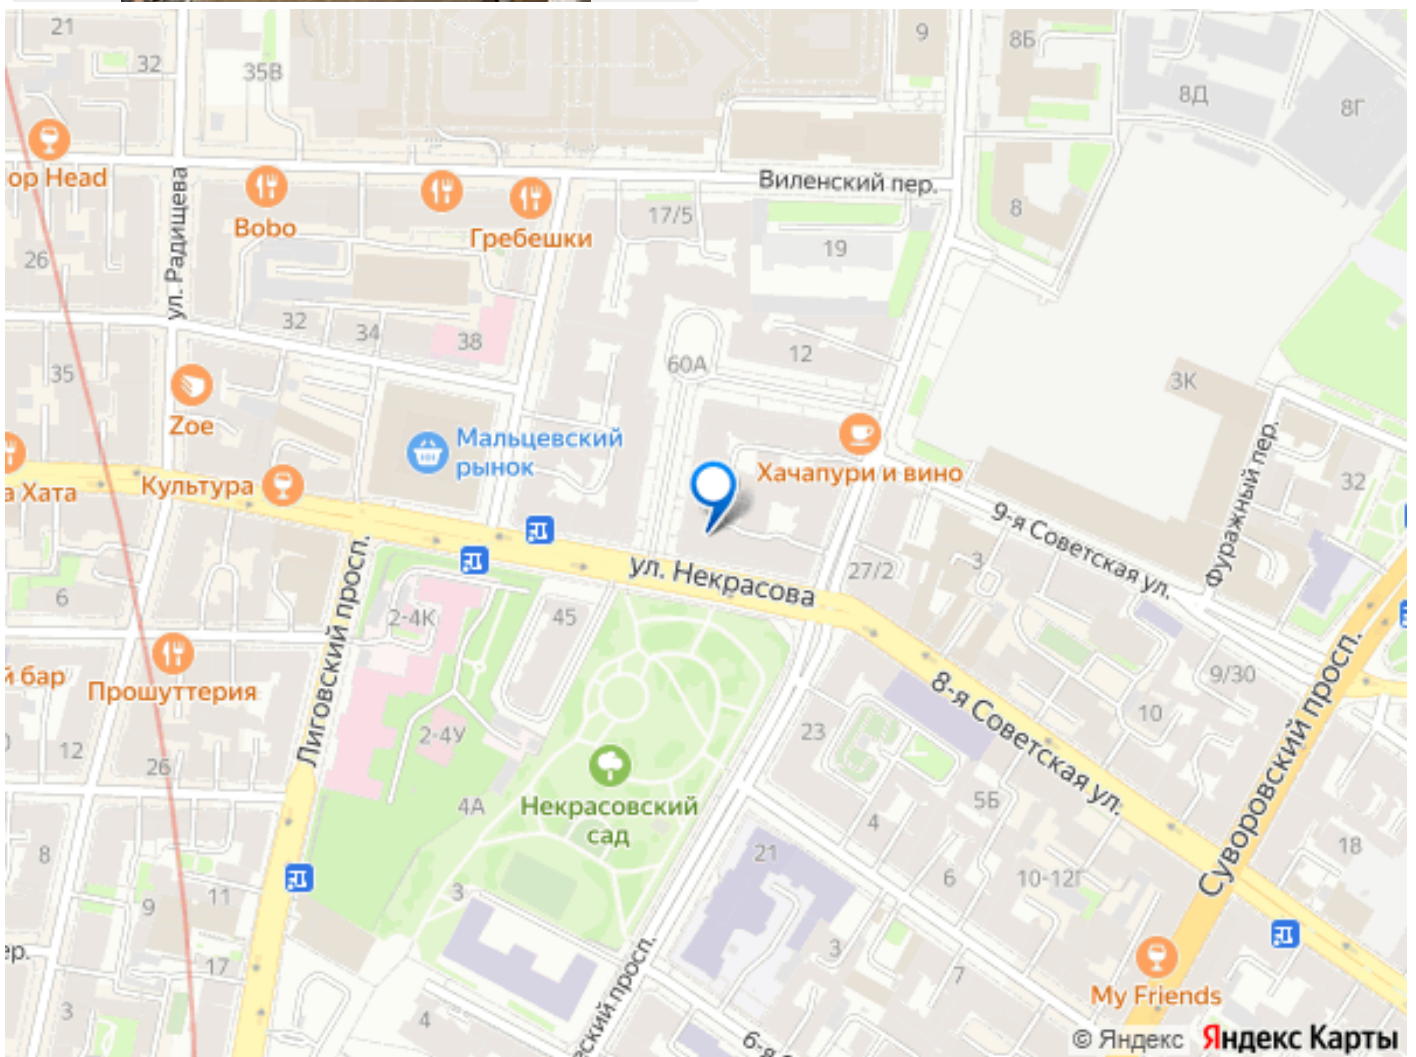 21
32
35В
9
8Б
8Д
8Г
op Head
ул. Радищева
Bobo
Гребешки
17/5
Виленский пер.
19
8
26
32
34
38
60А
12
3К
35
Zoe
Мальцевский
рынок
Хачапури и вино
Фуражный пер.
32
а Хата
Культура
ул. Некрасова
27/2
3
9-я Советская ул.
6
Лиговский просп.
2-4К
45
й бар
Прошуттерия
12
26
2-4У
4А
Некрасовский
сад
23
8-я Советская ул.
10
9/30
Суворовский просп.
5Б
4
6
10-12Г
18
8
9
11
17
3
21
3
7
ер.
3
4
еский просп.
6-я
My Friends
© Яндекс Яндекс Карты